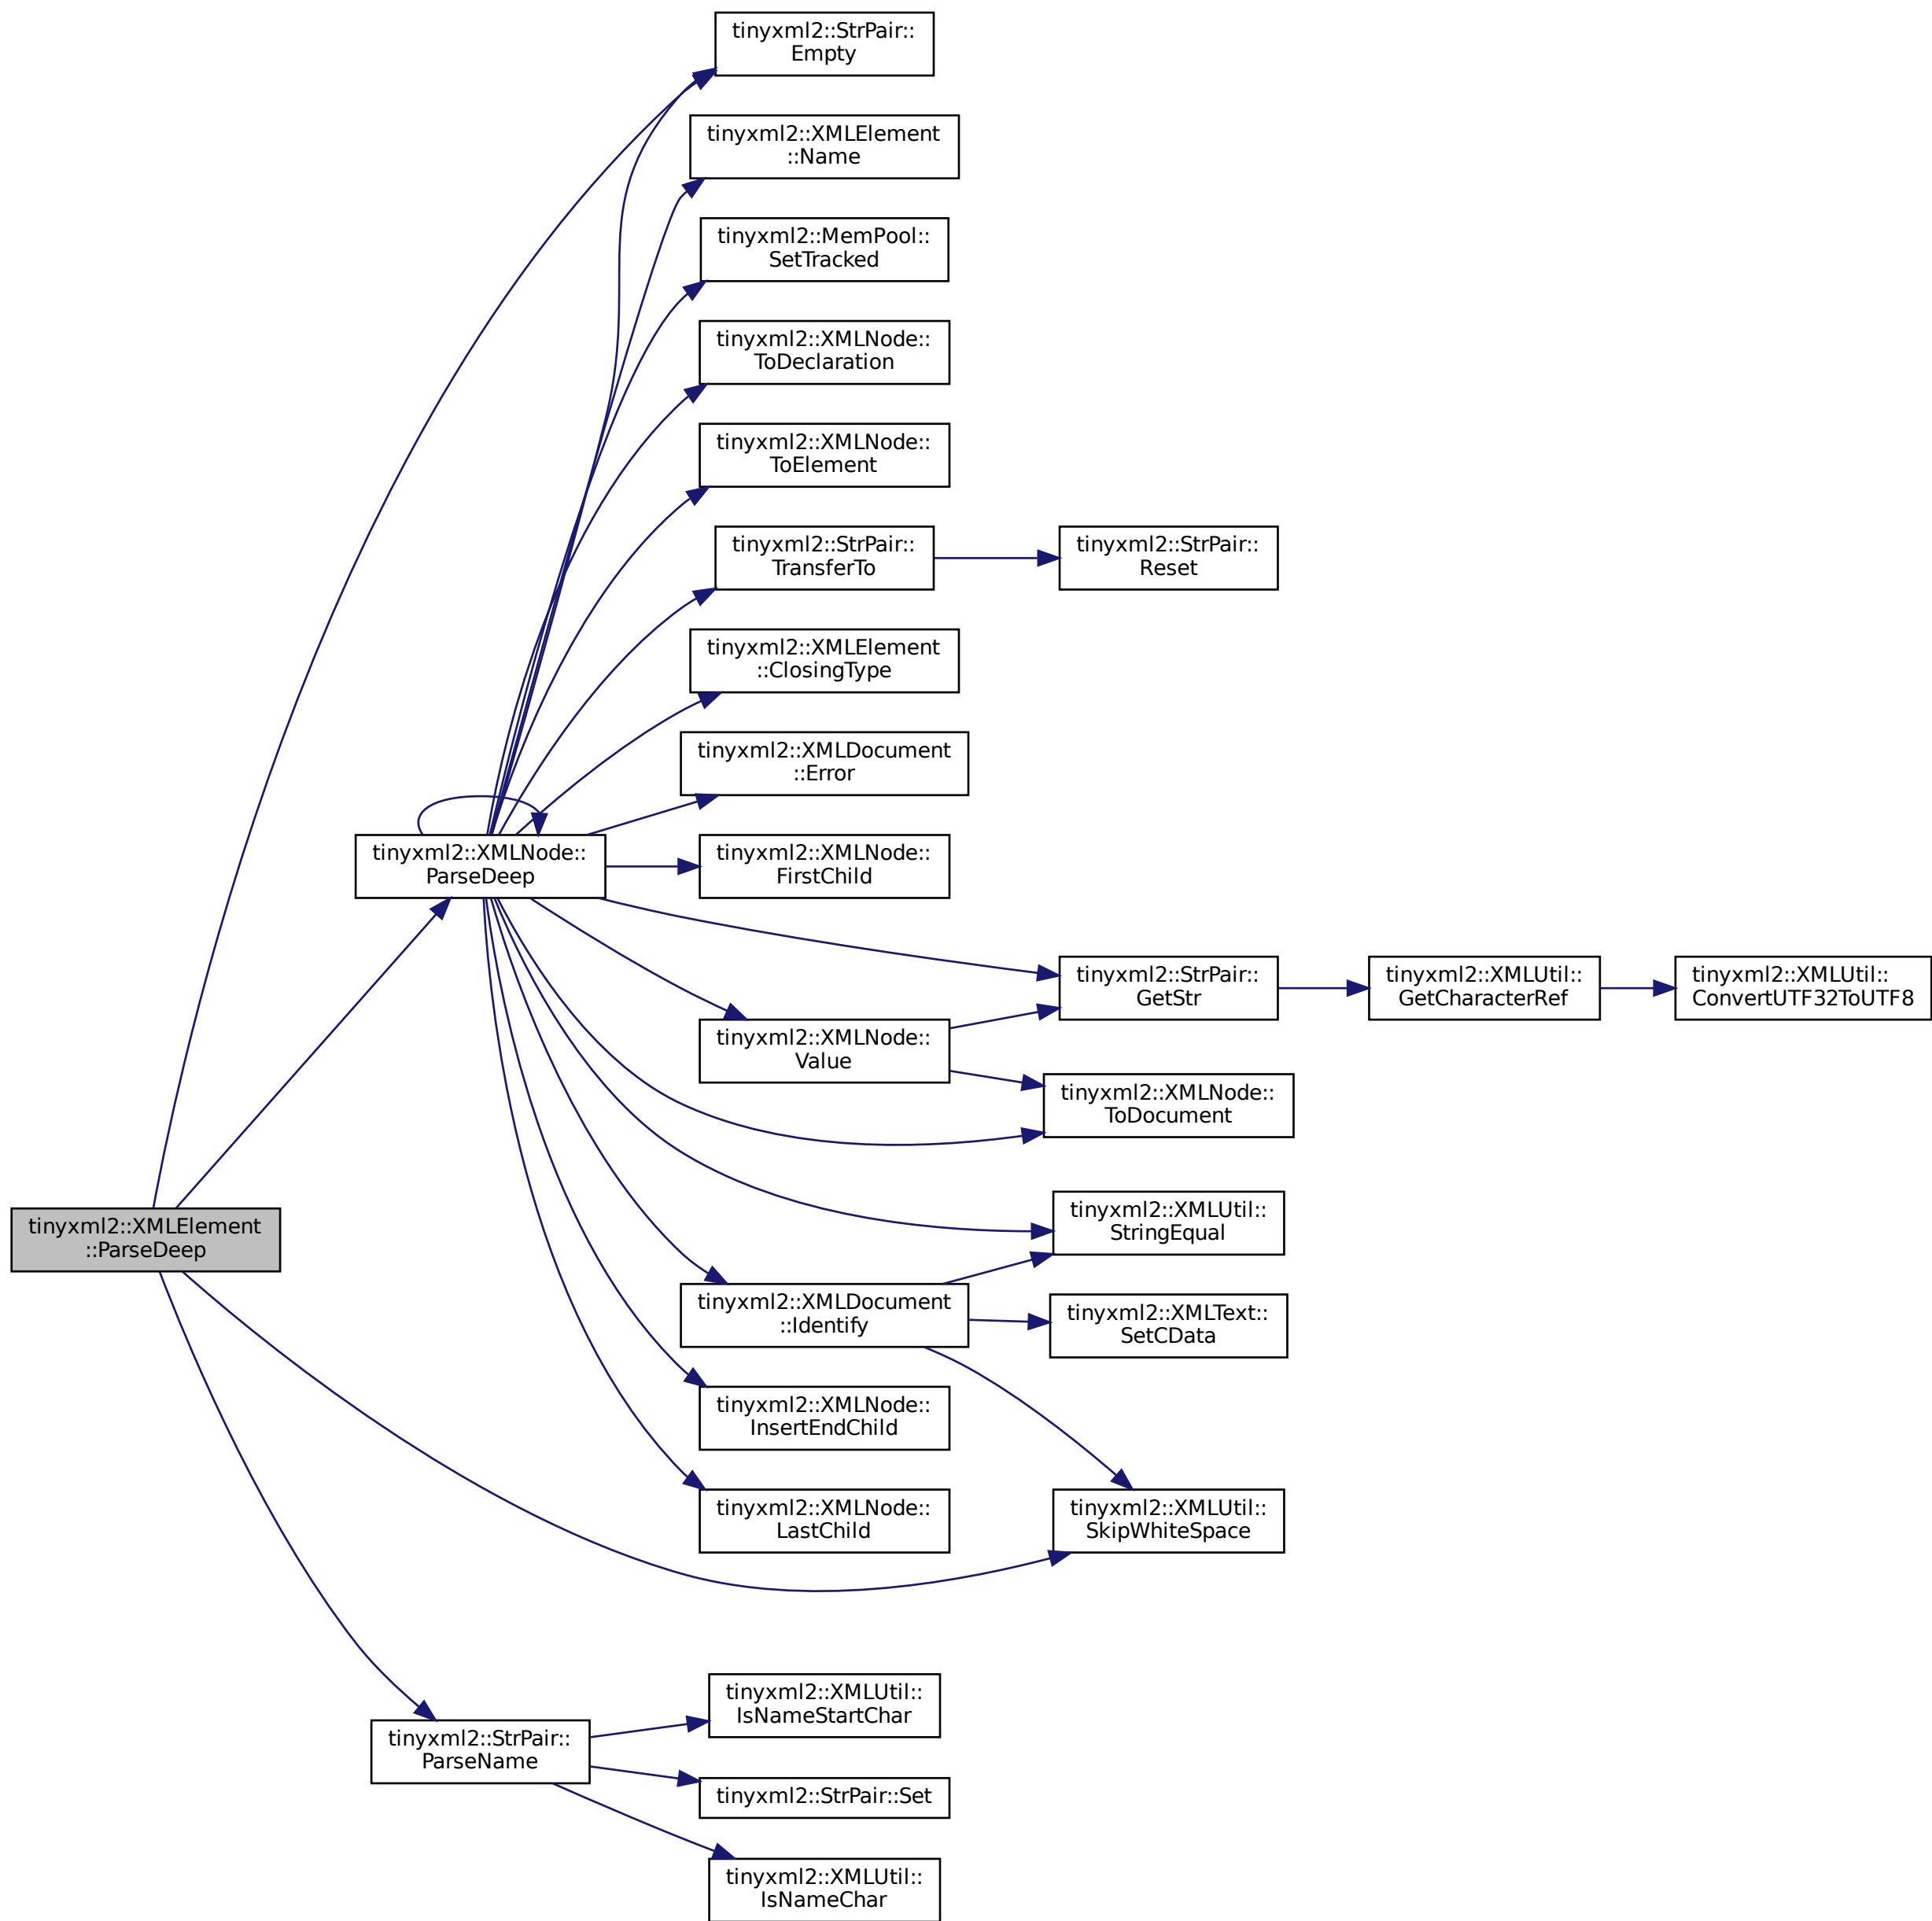 tinyxml2::StrPair::
Empty
tinyxml2::XMLElement
::Name
tinyxml2::MemPool::
SetTracked
tinyxml2::XMLNode::
ToDeclaration
tinyxml2::XMLNode::
ToElement
tinyxml2::StrPair::
TransferTo
tinyxml2::StrPair::
Reset
tinyxml2::XMLElement
::ClosingType
tinyxml2::XMLDocument
::Error
tinyxml2::XMLNode::
ParseDeep
tinyxml2::XMLNode::
FirstChild
tinyxml2::StrPair::
GetStr
tinyxml2::XMLUtil::
GetCharacterRef
tinyxml2::XMLUtil::
ConvertUTF32ToUTF8
tinyxml2::XMLNode::
Value
tinyxml2::XMLNode::
ToDocument
tinyxml2::XMLElement
::ParseDeep
tinyxml2::XMLUtil::
StringEqual
tinyxml2::XMLDocument
::Identify
tinyxml2::XMLText::
SetCData
tinyxml2::XMLNode::
InsertEndChild
tinyxml2::XMLNode::
LastChild
tinyxml2::XMLUtil::
SkipWhiteSpace
tinyxml2::StrPair::
ParseName
tinyxml2::XMLUtil::
IsNameStartChar
tinyxml2::StrPair::Set
tinyxml2::XMLUtil::
IsNameChar